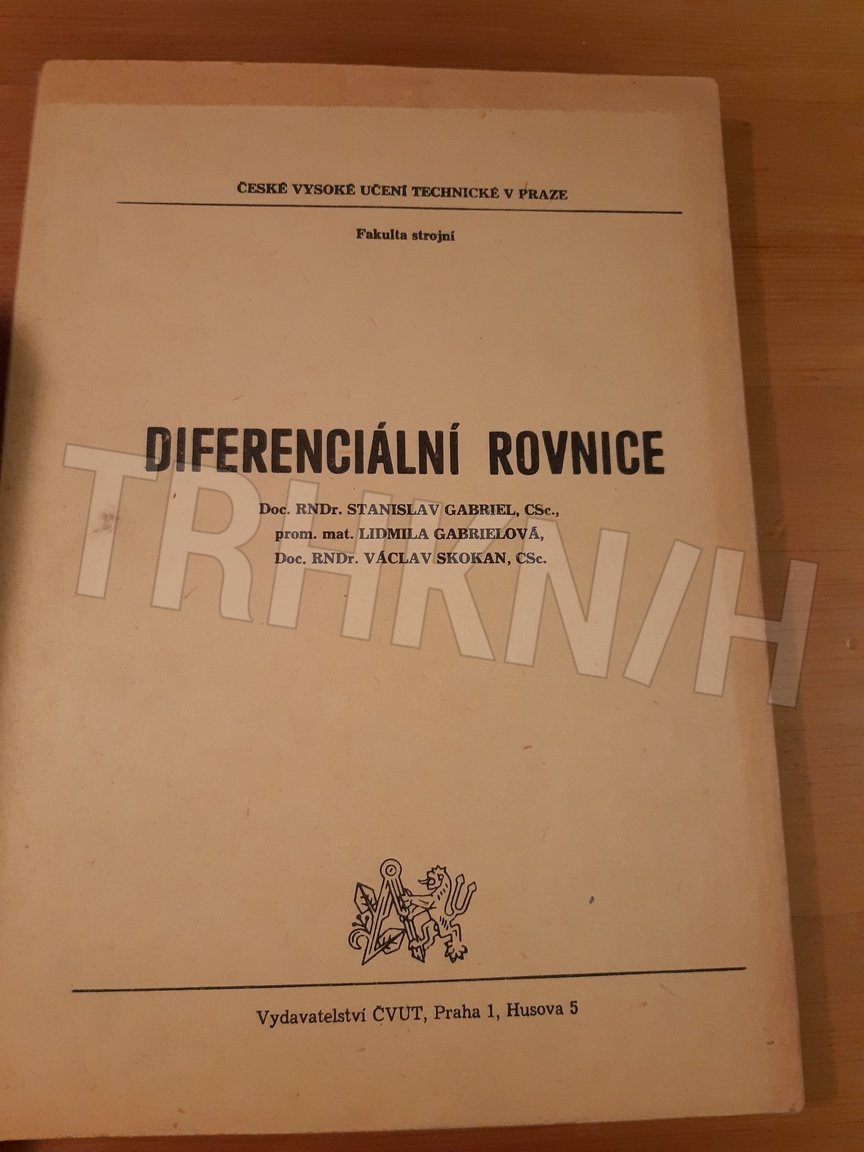 ČESKÉ VYSOKÉ UČENÍ TECHNICKÉ V PRAZE
Fakulta strojní
DIFERENCIÁLNÍ ROVNICE
Doc. RNDr. STANISLAV GABRIEL, CSc.,
prom. mat. LIDMILA GABRIELOVÁ,
Doc. RNDr. VÁCLAV SKOKAN, CSc.
TRHKN/H
Vydavatelství ČVUT, Praha 1, Husova 5